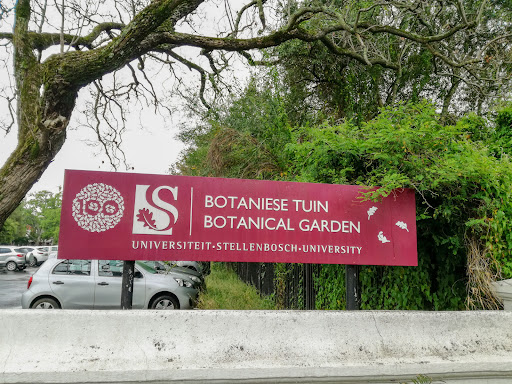 100
S
BOTANIESE TUIN
BOTANICAL GARDEN
UNIVERSITEIT•STELLENBOSCH•UNIVERSITY